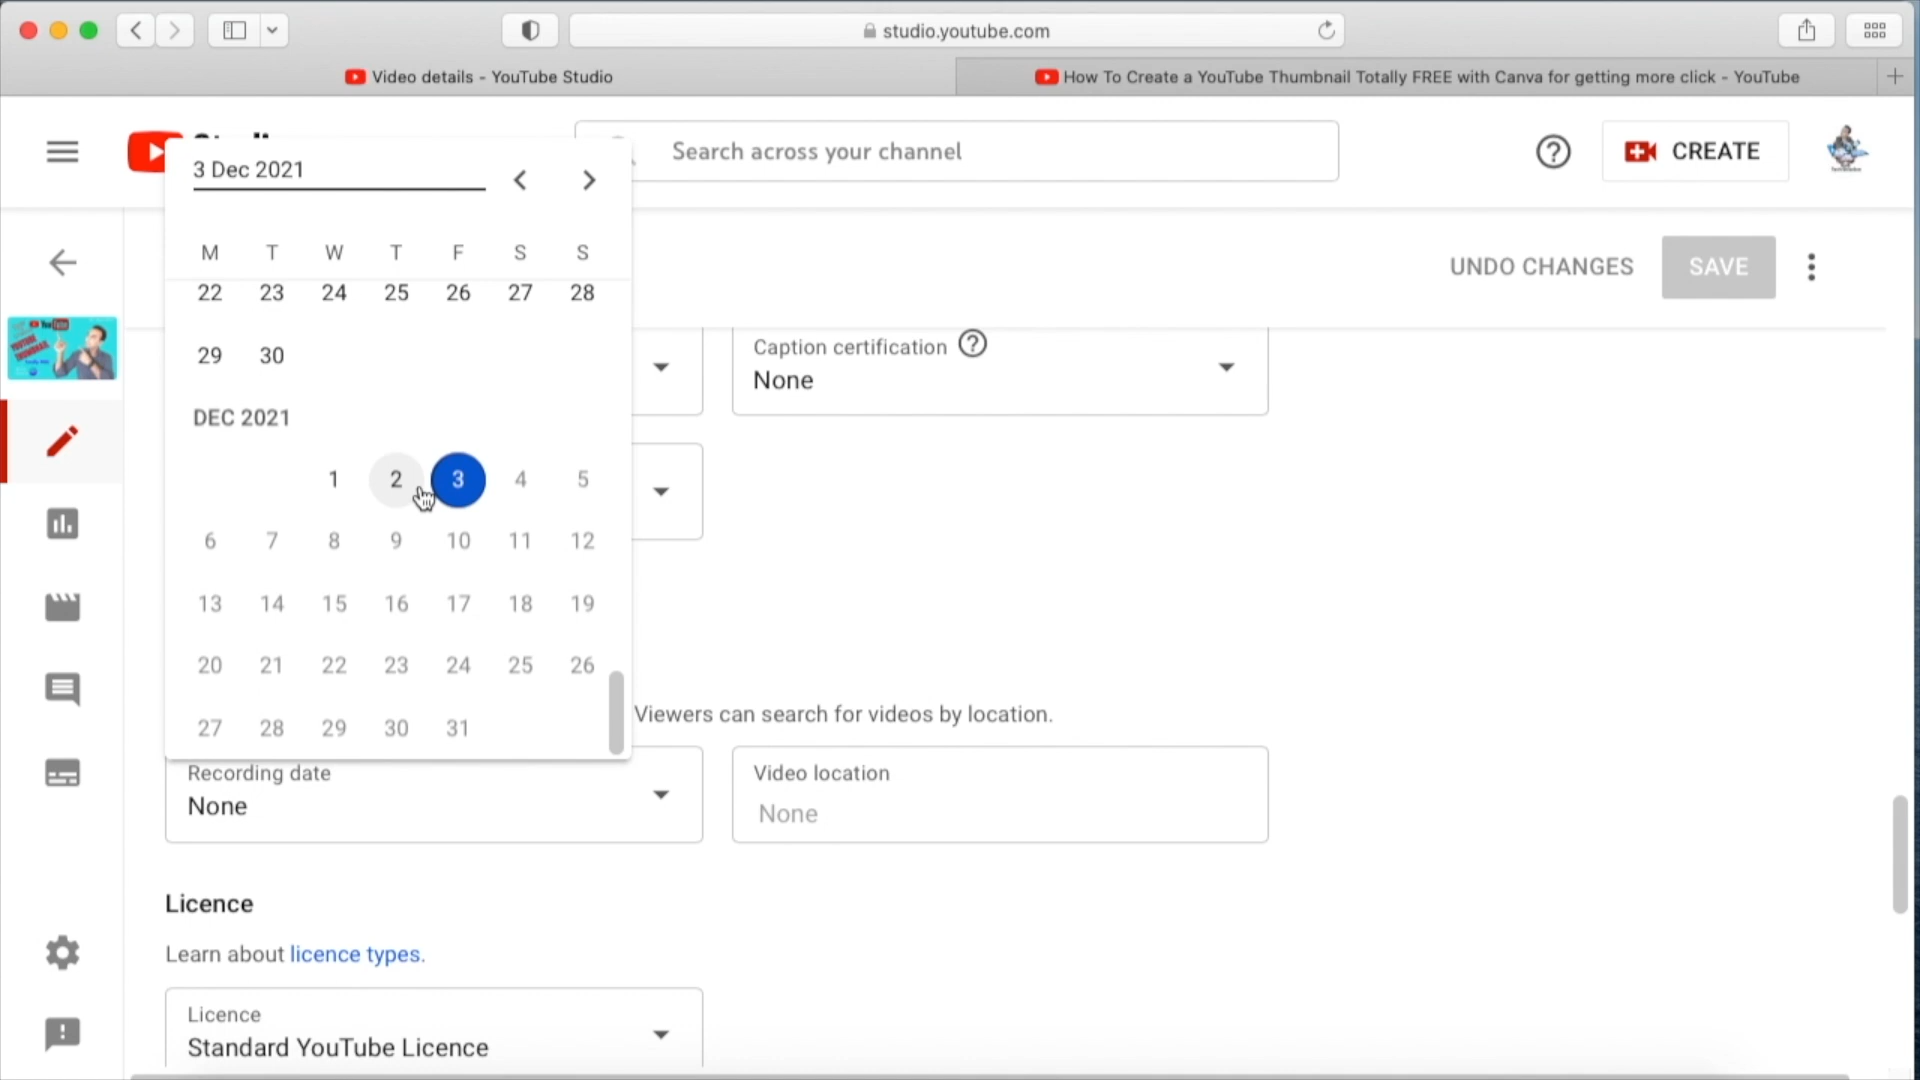 studio.youtube.com
Video details - YouTube Studio
How To Create a YouTube Thumbnail Totally FREE with Canva for getting more click - YouTube
Search across your channel
CREATE
3 Dec 2021
M T W T F S S
22 23 24 25 26 27 28
29 30
DEC 2021
1 2 3 4 5
6 7 8 9 10 11 12
13 14 15 16 17 18 19
20 21 22 23 24 25 26
27 28 29 30 31
UNDO CHANGES
SAVE
Caption certification
None
Viewers can search for videos by location.
Recording date
None
Video location
None
Licence
Learn about licence types.
Licence
Standard YouTube Licence